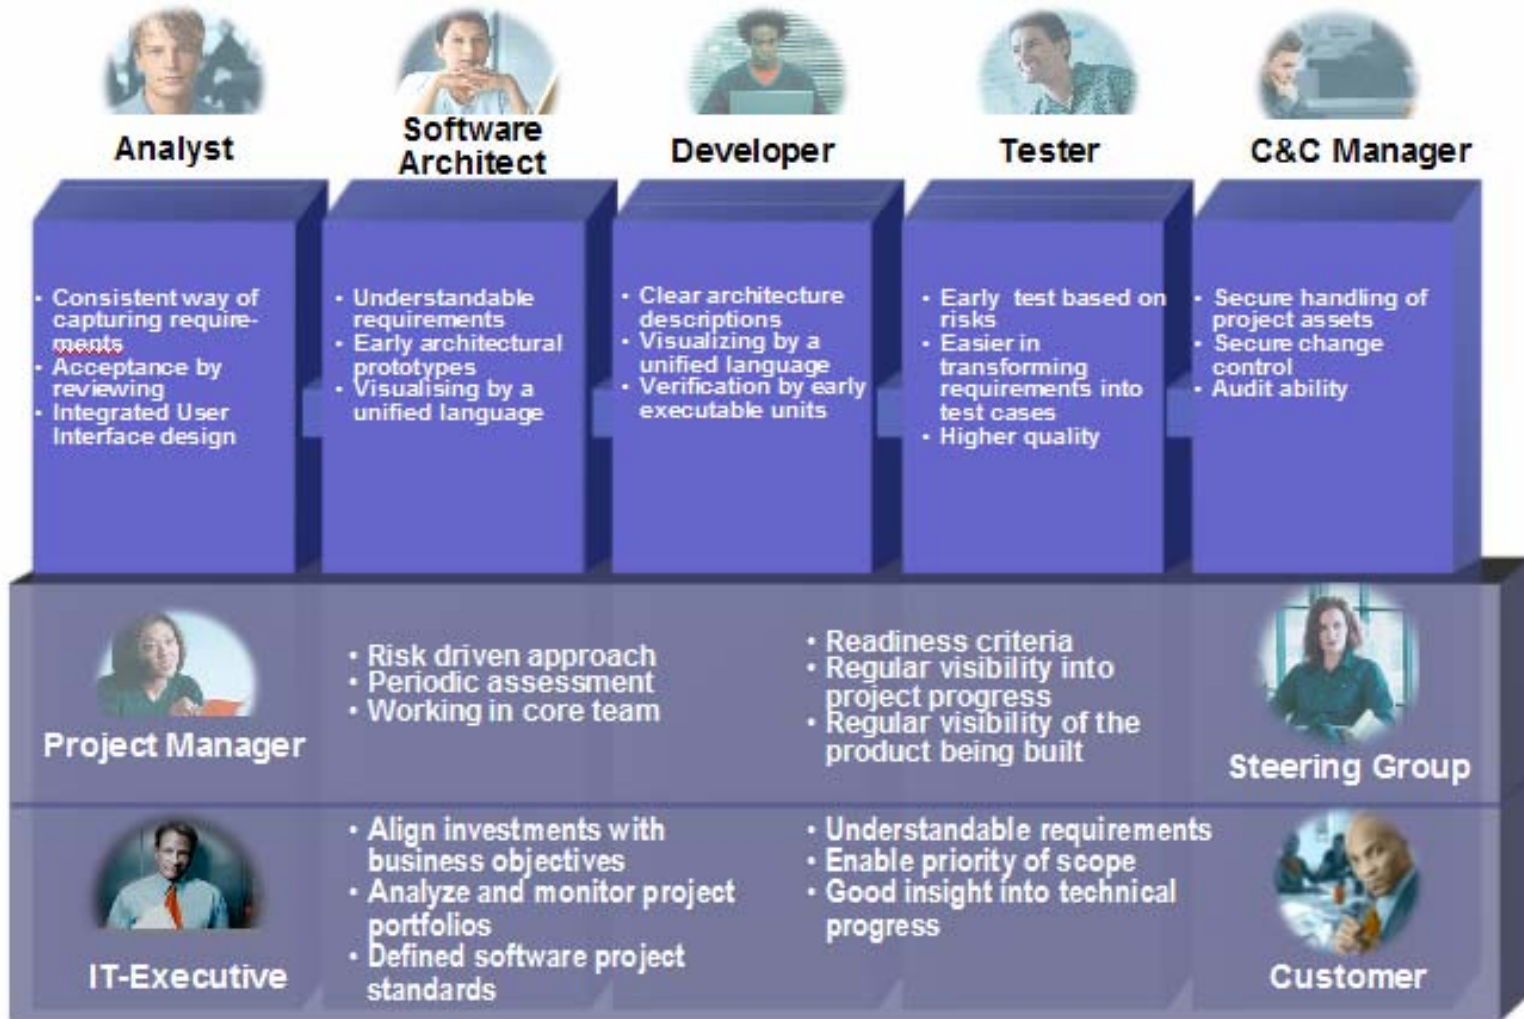 Analyst
Software
Architect
Developer
Tester
C&C Manager
• Consistent way of
capturing require-
ments
• Acceptance by
reviewing
• Integrated User
Interface design
• Understandable
requirements
• Early architectural
prototypes
• Visualising by a
unified language
• Clear architecture
descriptions
• Visualizing by a
unified language
• Verification by early
executable units
• Early test based on
risks
• Easier in
transforming
requirements into
test cases
• Higher quality
• Secure handling of
project assets
• Secure change
control
• Audit ability
Project Manager
• Risk driven approach
• Periodic assessment
• Working in core team
• Readiness criteria
• Regular visibility into
project progress
• Regular visibility of the
product being built
Steering Group
IT-Executive
• Align investments with
business objectives
• Analyze and monitor project
portfolios
• Defined software project
standards
• Understandable requirements
• Enable priority of scope
• Good insight into technical
progress
Customer